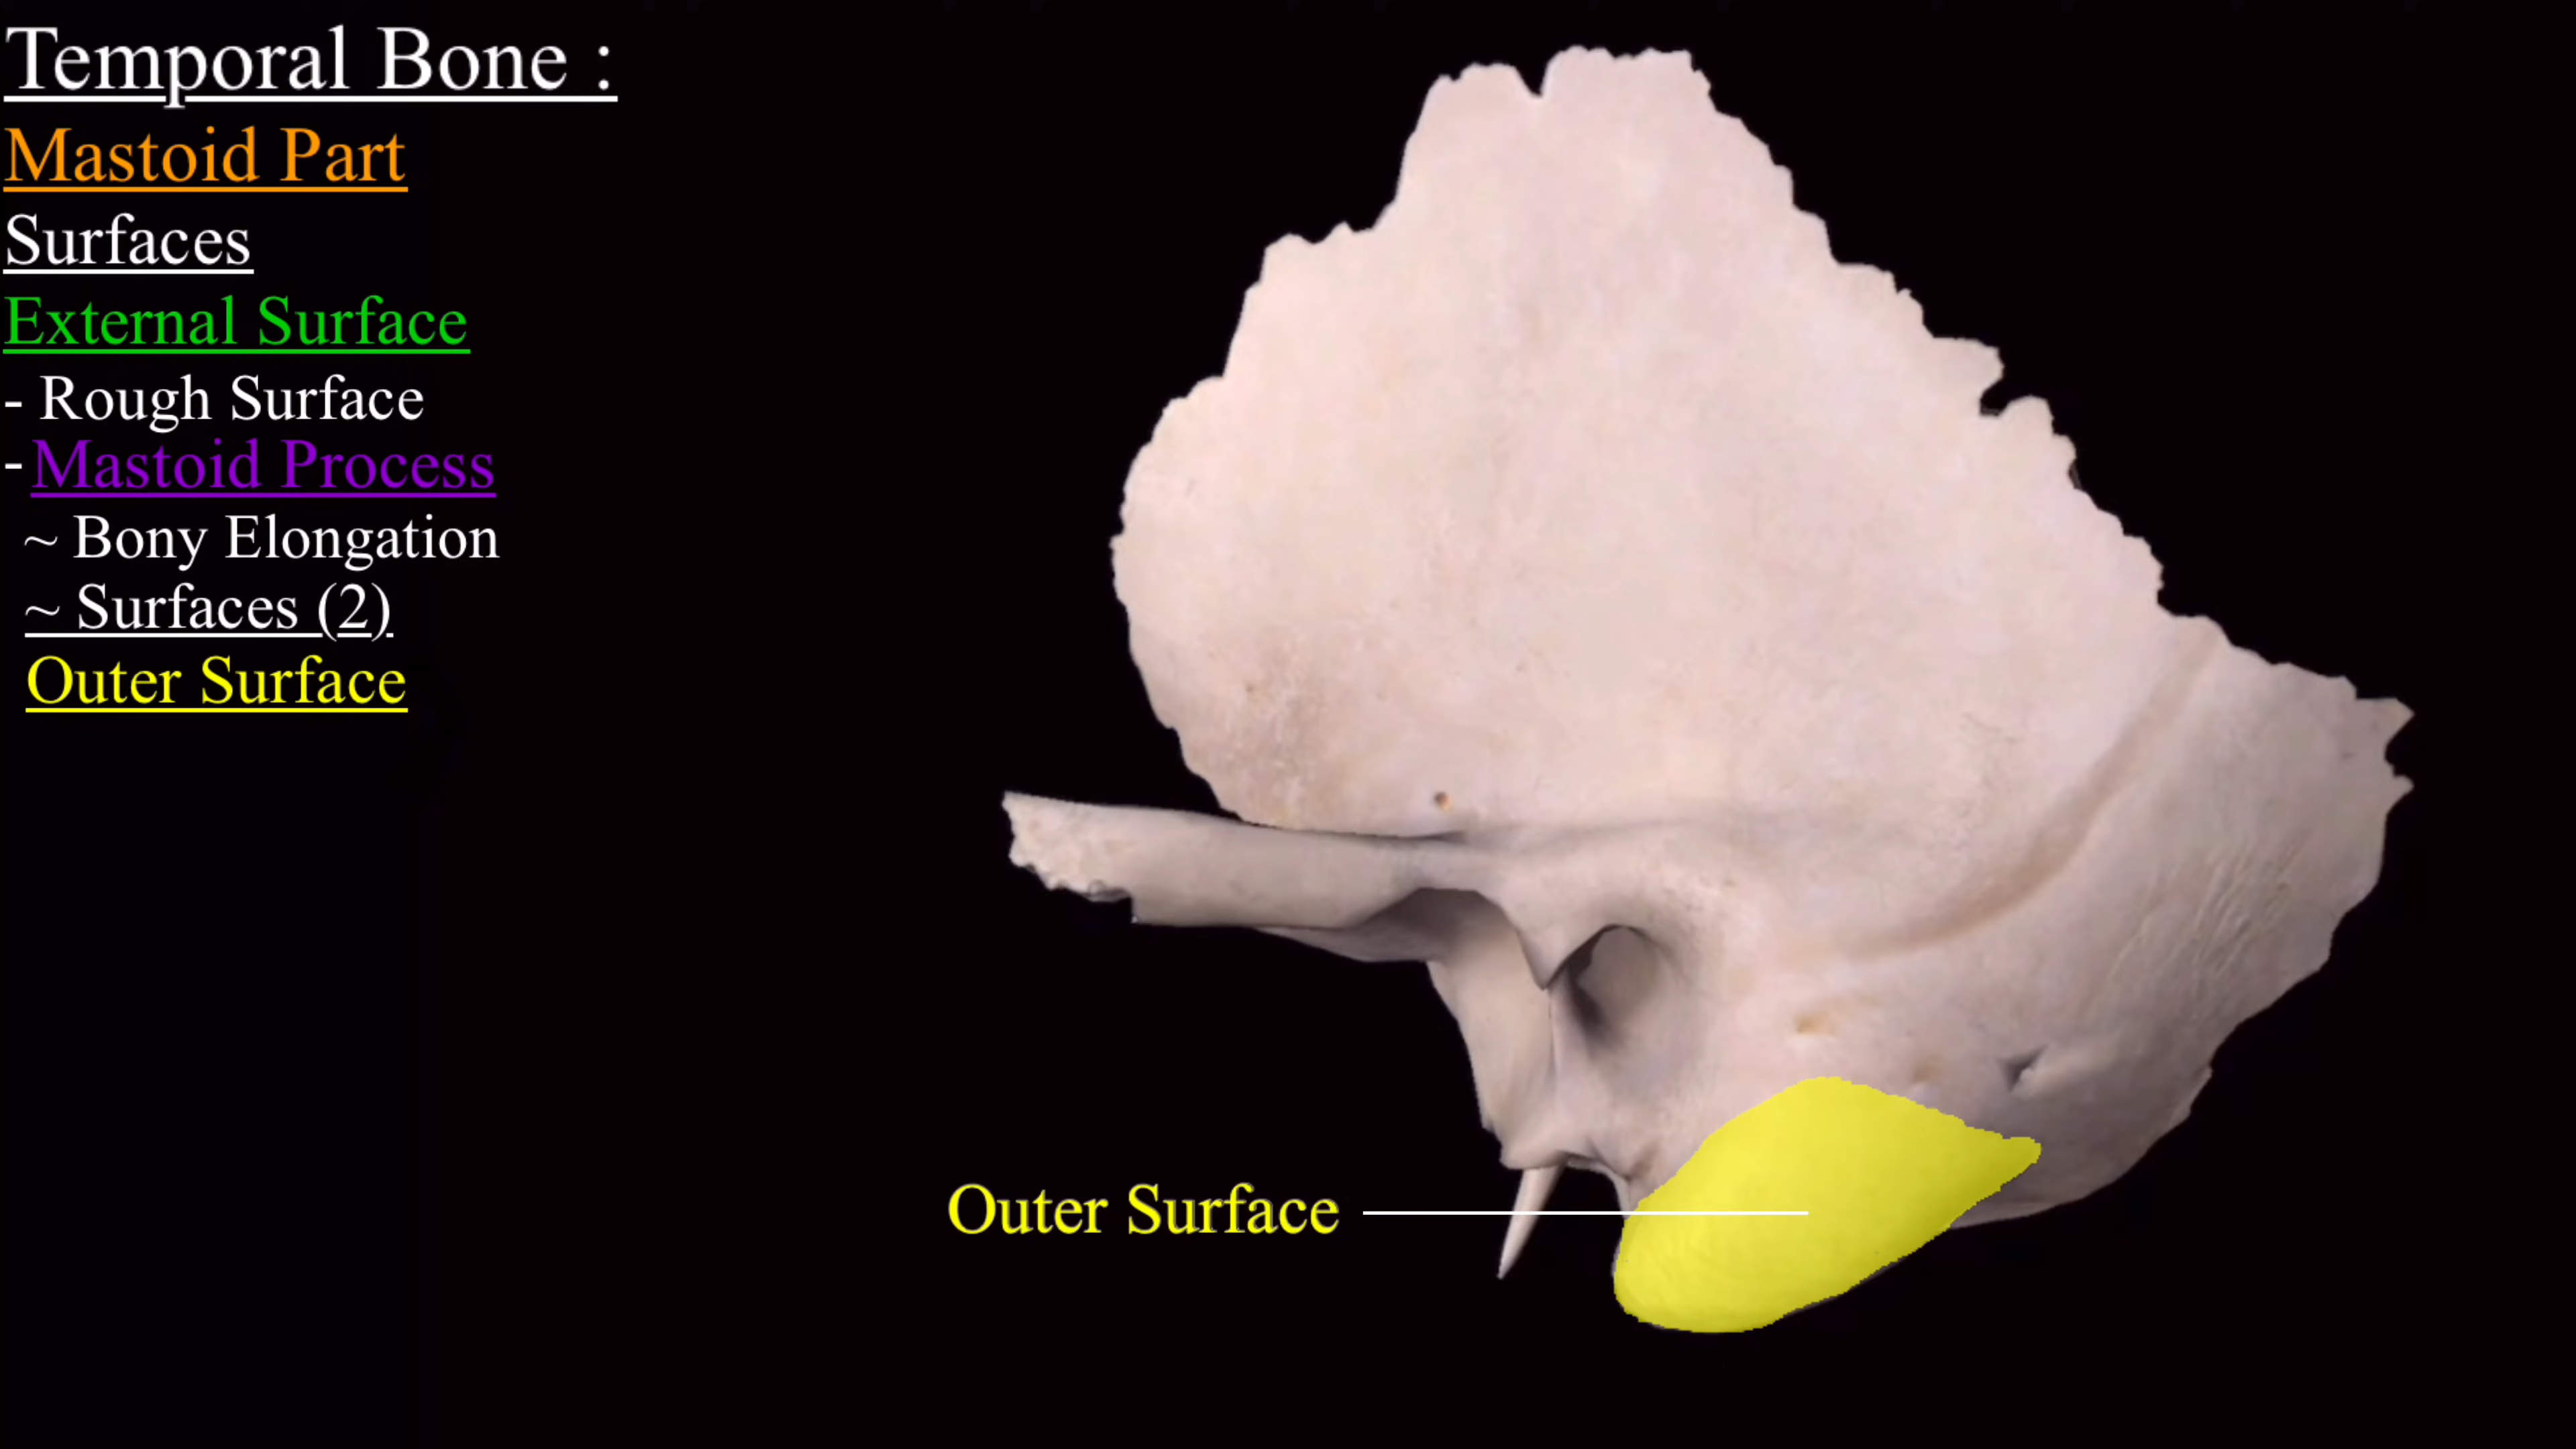 Temporal Bone :
Mastoid Part
Surfaces
External Surface
- Rough Surface
- Mastoid Process
~ Bony Elongation
~ Surfaces (2)
Outer Surface
Outer Surface